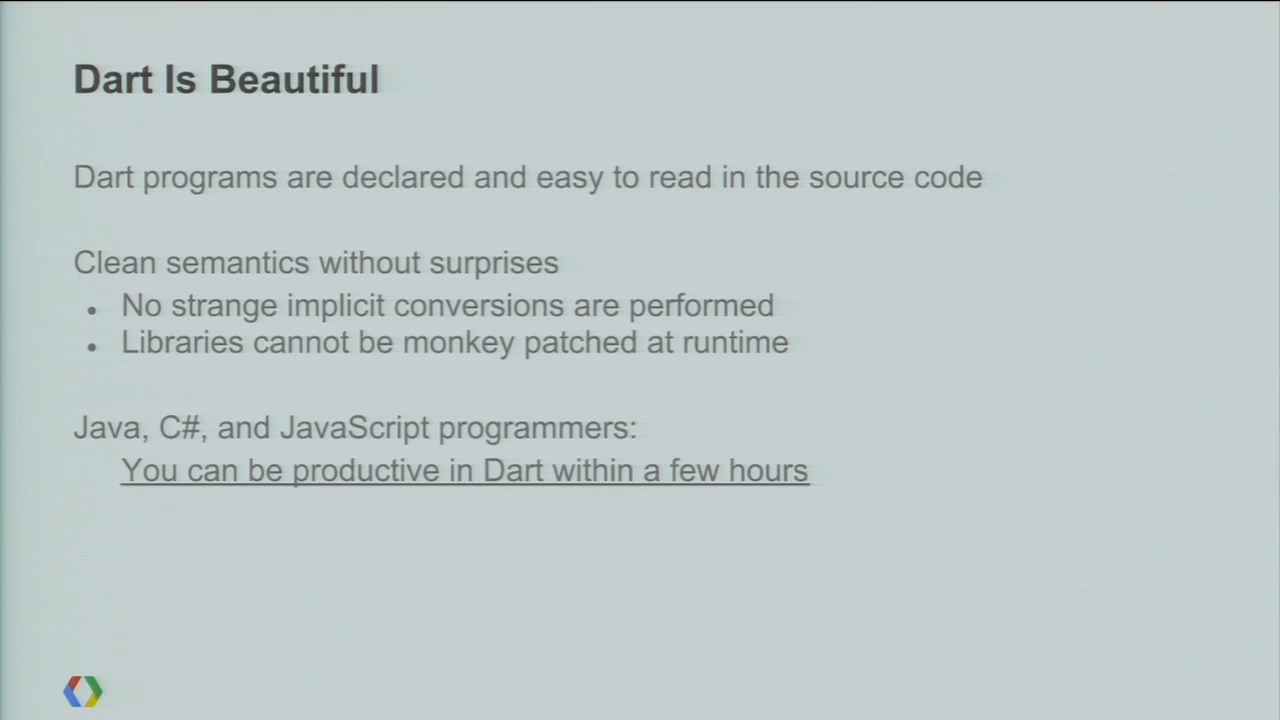 Dart Is Beautiful
Dart programs are declared and easy to read in the source code
Clean semantics without surprises
• No strange implicit conversions are performed
• Libraries cannot be monkey patched at runtime
Java, C#, and JavaScript programmers:
You can be productive in Dart within a few hours